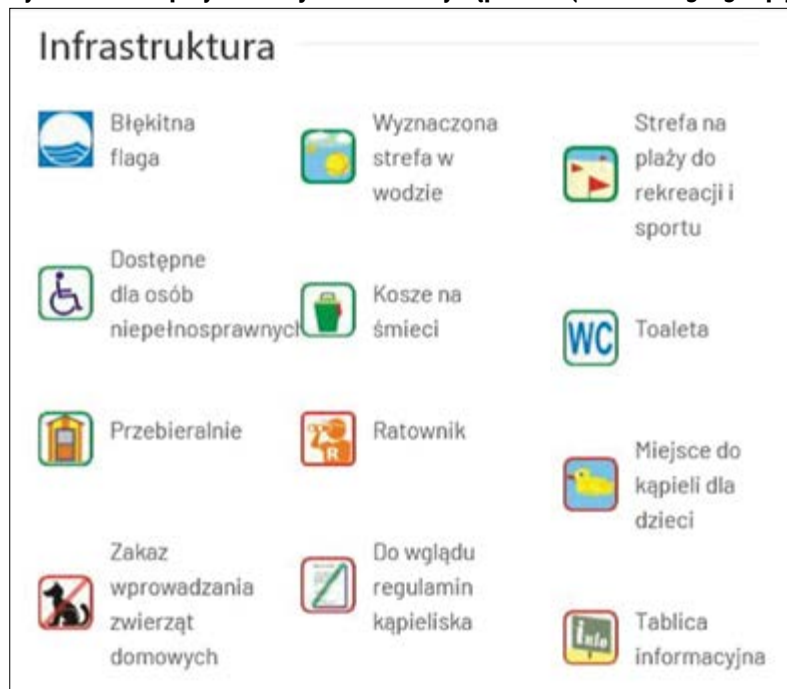 Infrastruktura
Błękitna
flaga
Wyznaczona
strefa w
wodzie
Strefa na
plaży do
rekreacji i
sportu
Dostępne
dla osób
niepełnosprawnych
Kosze na
śmieci
WC
Toaleta
Przebieralnie
R
Ratownik
Miejsce do
kąpieli dla
dzieci
Zakaz
wprowadzania
zwierząt
domowych
Do wglądu
regulamin
kąpieliska
info
Tablica
informacyjna